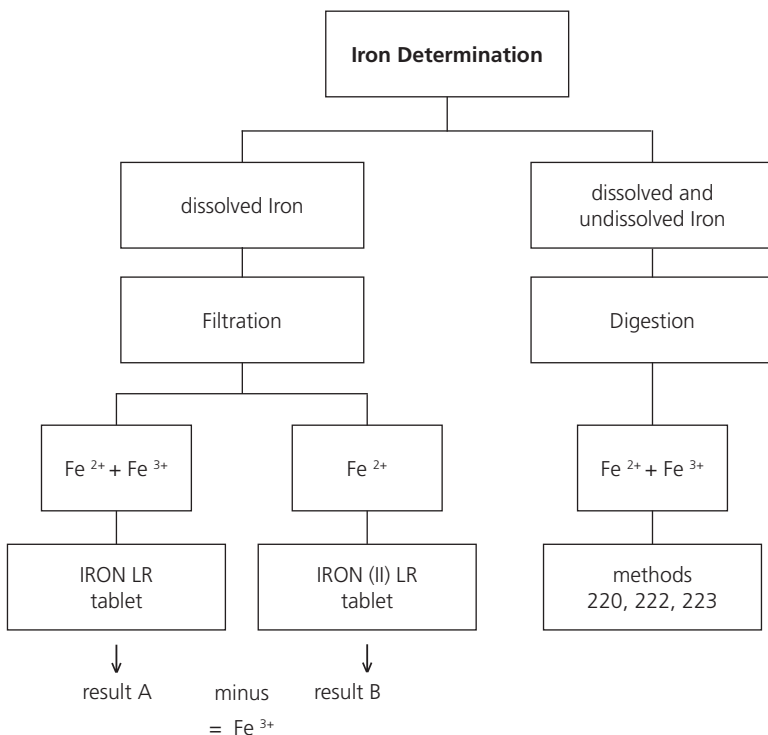 Iron Determination
dissolved Iron
dissolved and
undissolved Iron
Filtration
Digestion
Fe ²⁺ + Fe ³⁺
Fe ²⁺
Fe ²⁺ + Fe ³⁺
IRON LR
tablet
IRON (II) LR
tablet
methods
220, 222, 223
result A minus result B
= Fe ³⁺